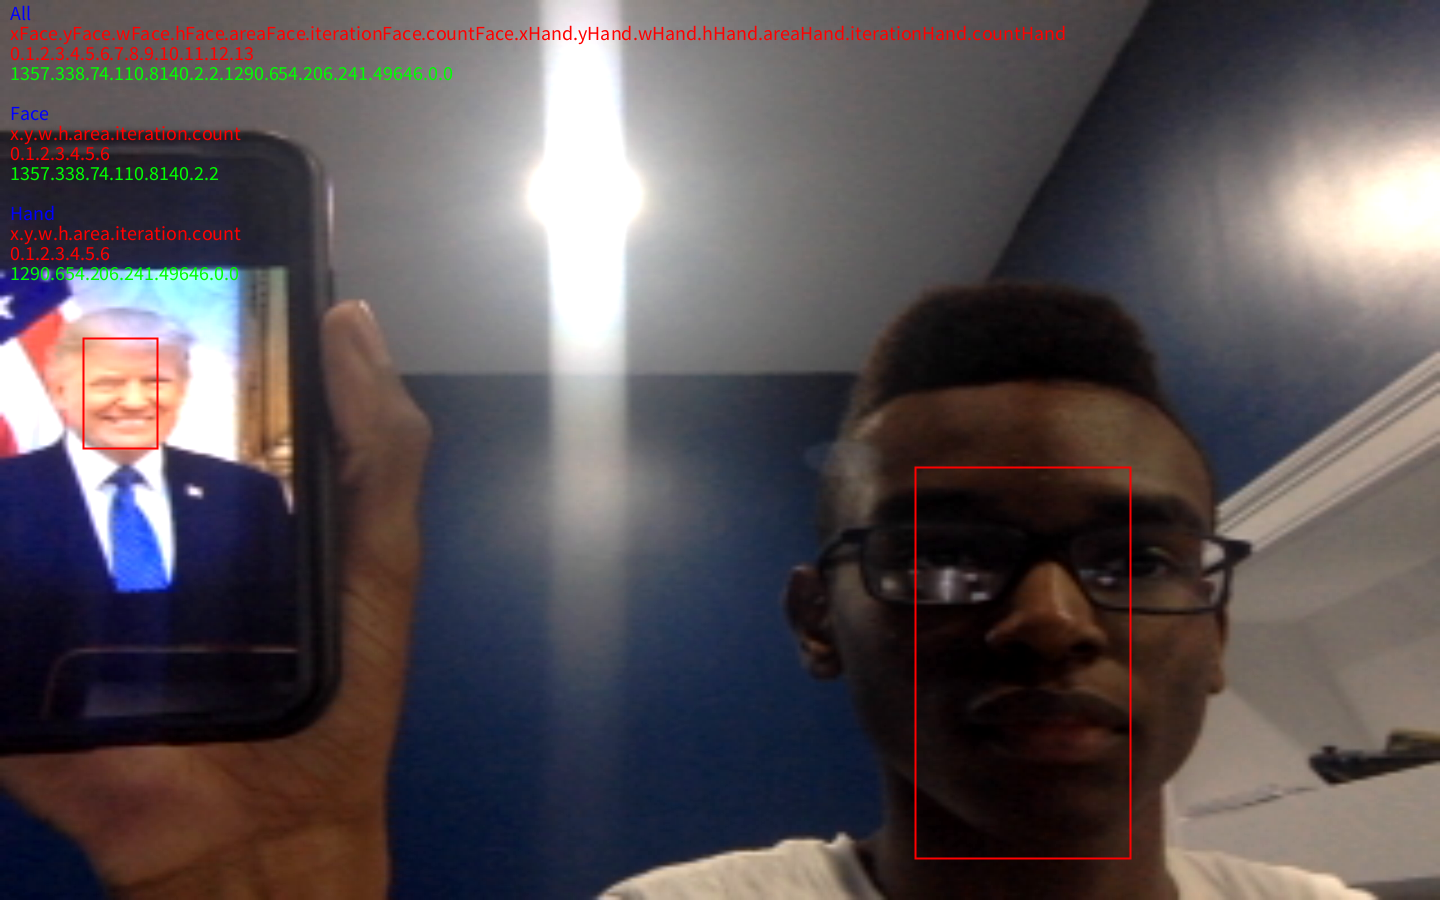 All
xFace.yFace.wFace.hFace.areaFace.iterationFace.countFace.xHand.yHand.wHand.hHand.areaHand.iterationHand.countHand
0.1.2.3.4.5.6.7.8.9.10.11.12.13
1357.338.74.110.8140.2.2.1290.654.206.241.49646.0.0
Face
x.y.w.h.area.iteration.count
0.1.2.3.4.5.6
1357.338.74.110.8140.2.2
Hand
x.y.w.h.area.iteration.count
0.1.2.3.4.5.6
1290.654.206.241.49646.0.0